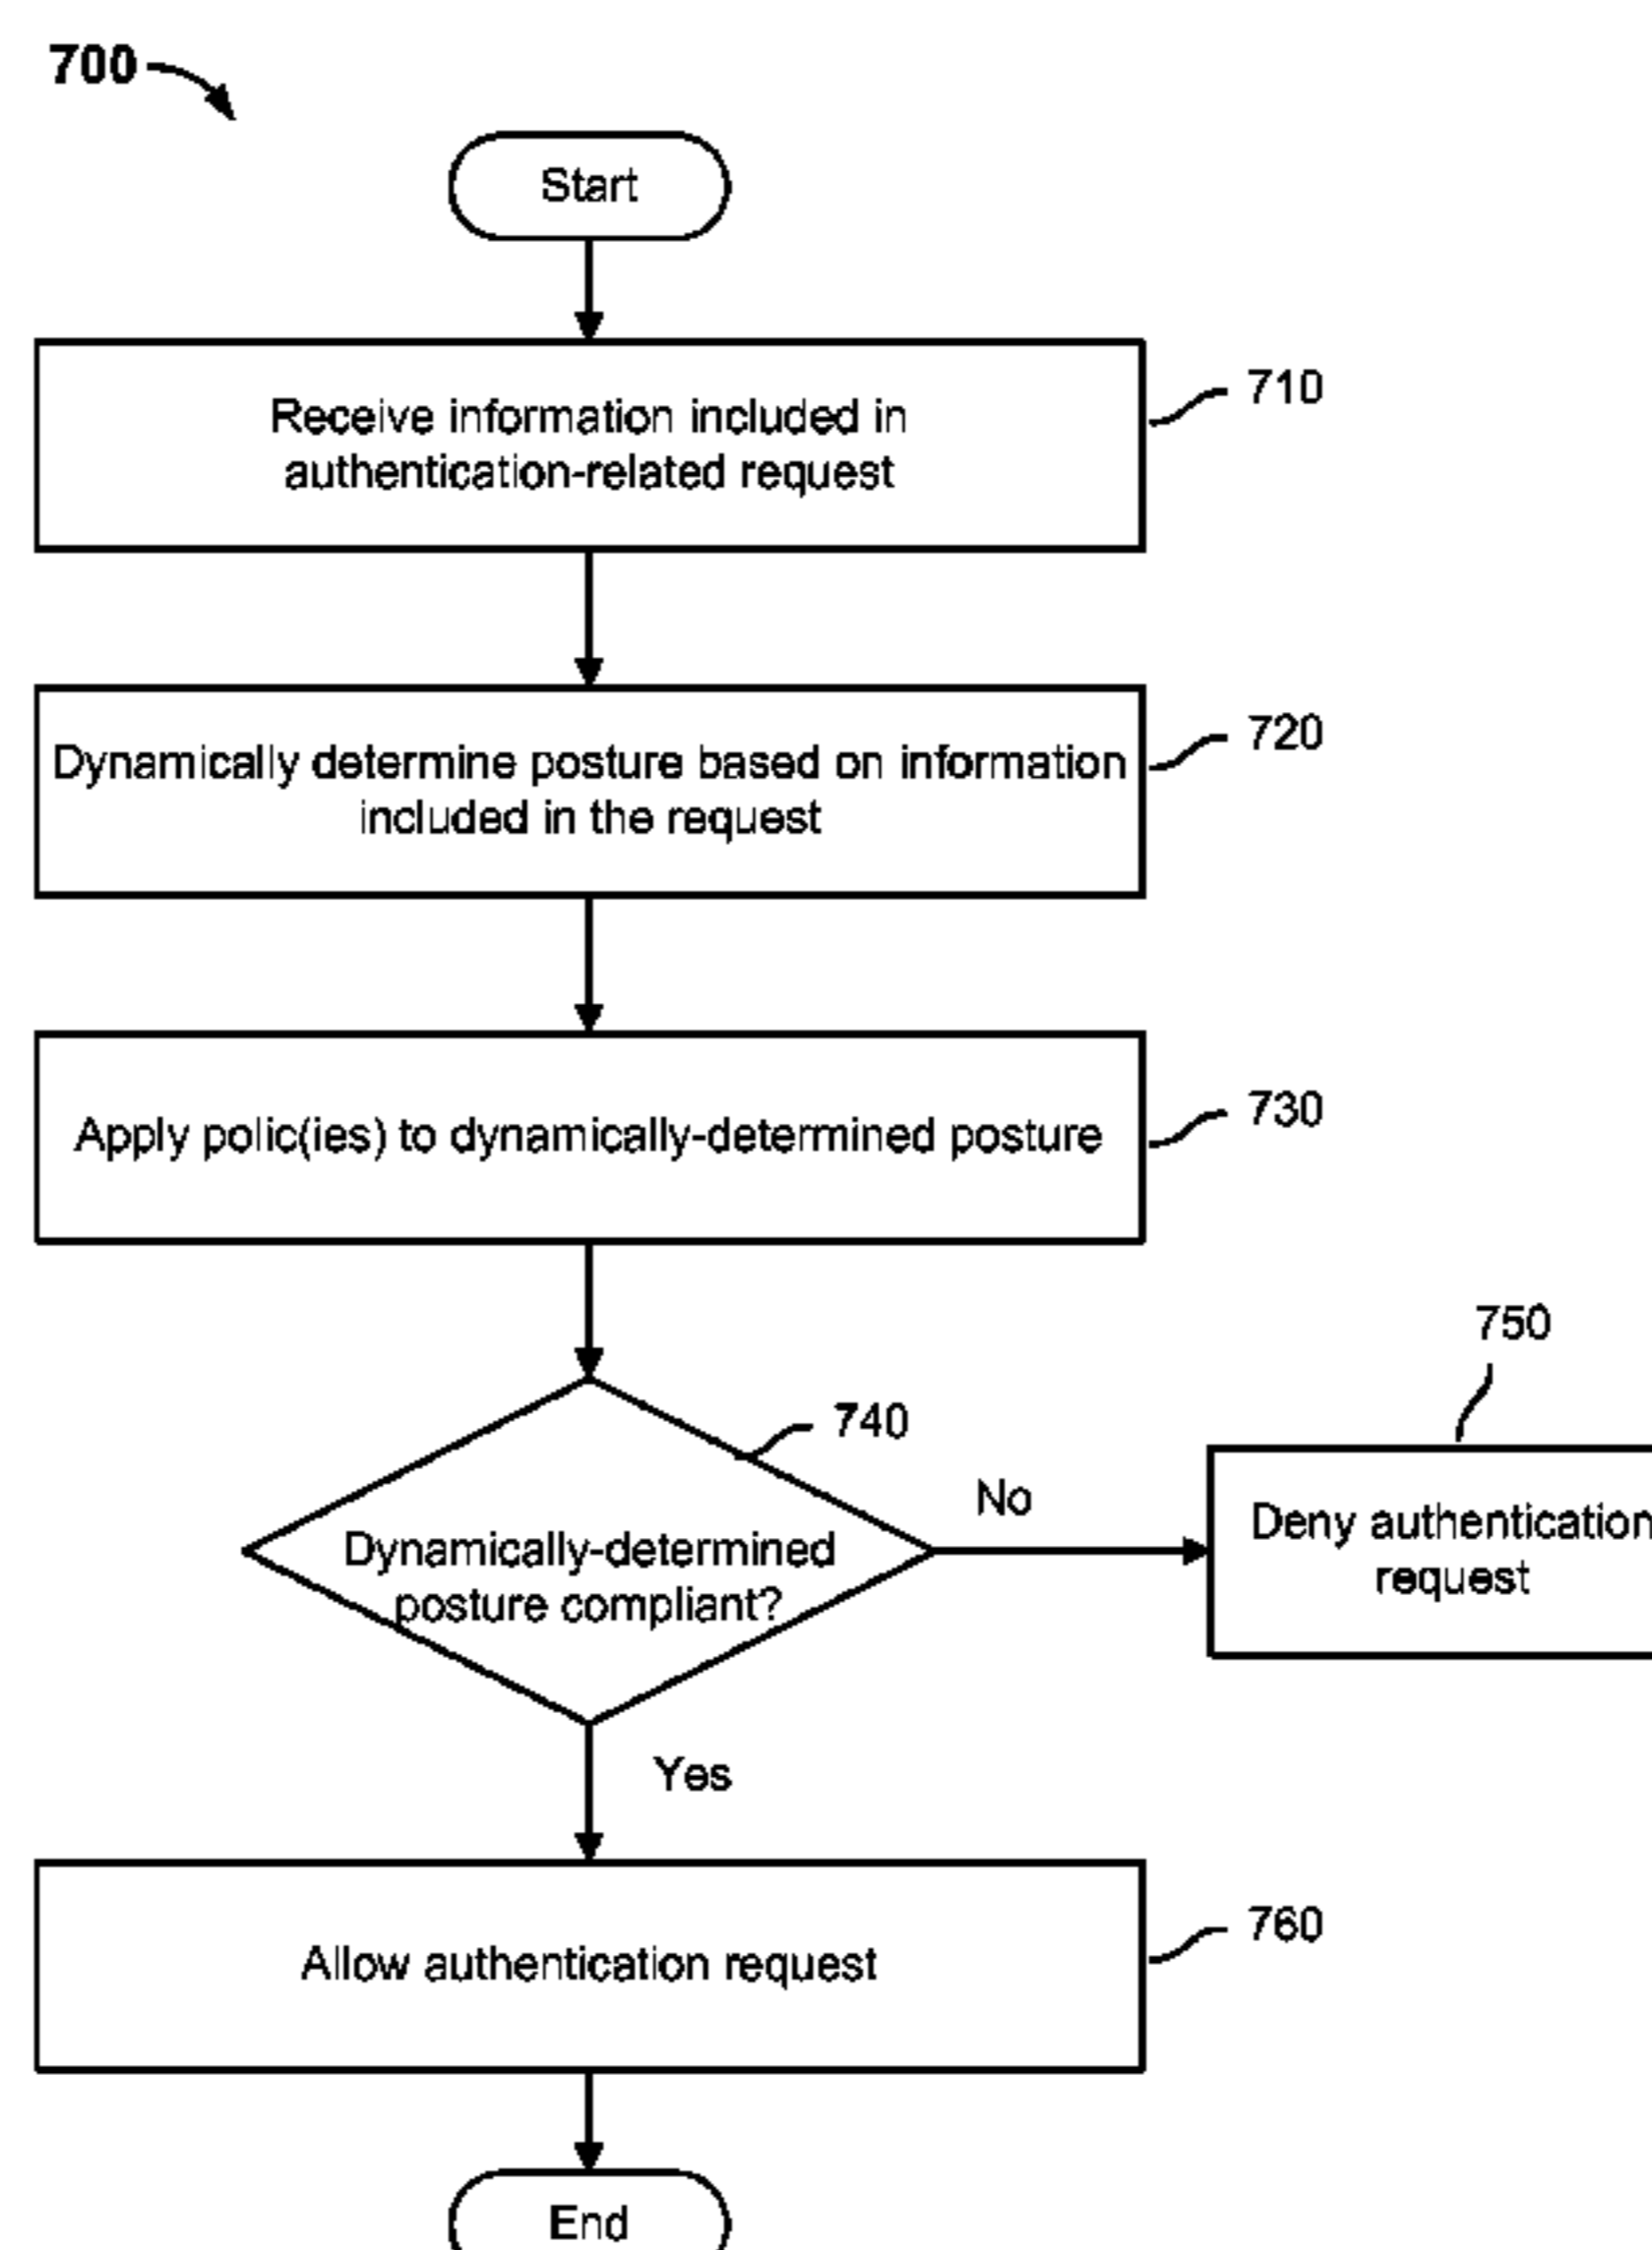 700
Start
Receive information included in
authentication-related request
710
Dynamically determine posture based on information
included in the request
720
Apply polic(ies) to dynamically-determined posture
730
740
Dynamically-determined
posture compliant?
No
750
Deny authentication
request
Yes
Allow authentication request
760
End